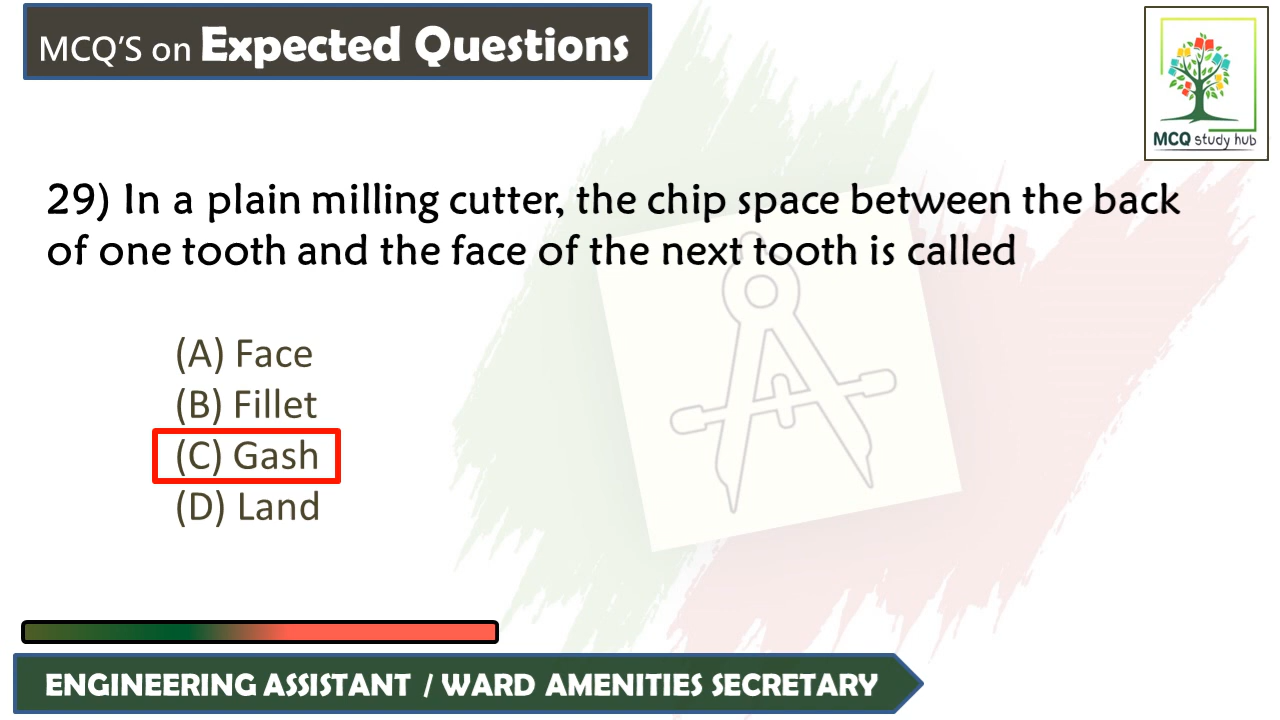 MCQ'S on Expected Questions
MCQ study hub
29) In a plain milling cutter, the chip space between the back
of one tooth and the face of the next tooth is called
(A) Face
(B) Fillet
(C) Gash
(D) Land
ENGINEERING ASSISTANT / WARD AMENITIES SECRETARY